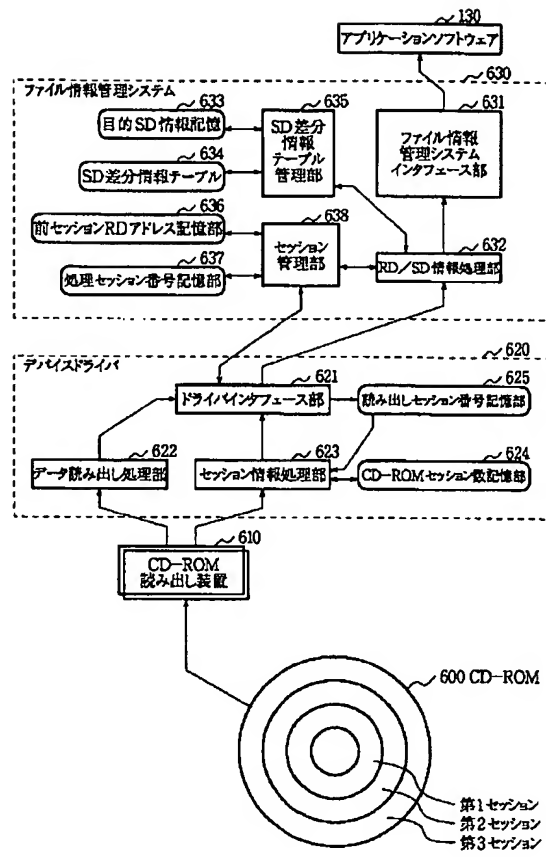 130
アプリケーションソフトウェア
630
ファイル情報管理システム
633
目的SD情報記憶
634
SD差分情報テーブル
635
SD差分
情報
テーブル
管理部
631
ファイル情報
管理システム
インタフェース部
636
前セッションRDアドレス記憶部
637
処理セッション番号記憶部
638
セッション
管理部
632
RD/SD情報処理部
620
デバイスドライバ
621
ドライバインタフェース部
625
読み出しセッション番号記憶部
622
データ読み出し処理部
623
セッション情報処理部
624
CD-ROMセッション数記憶部
610
CD-ROM
読み出し装置
600 CD-ROM
第1セッション
第2セッション
第3セッション